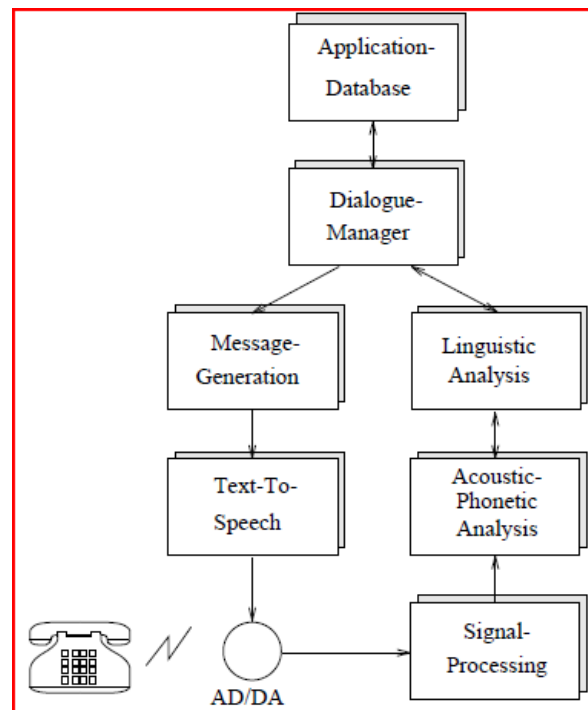 Application-
Database
Dialogue-
Manager
Message-
Generation
Linguistic
Analysis
Text-To-
Speech
Acoustic-
Phonetic
Analysis
Signal-
Processing
AD/DA